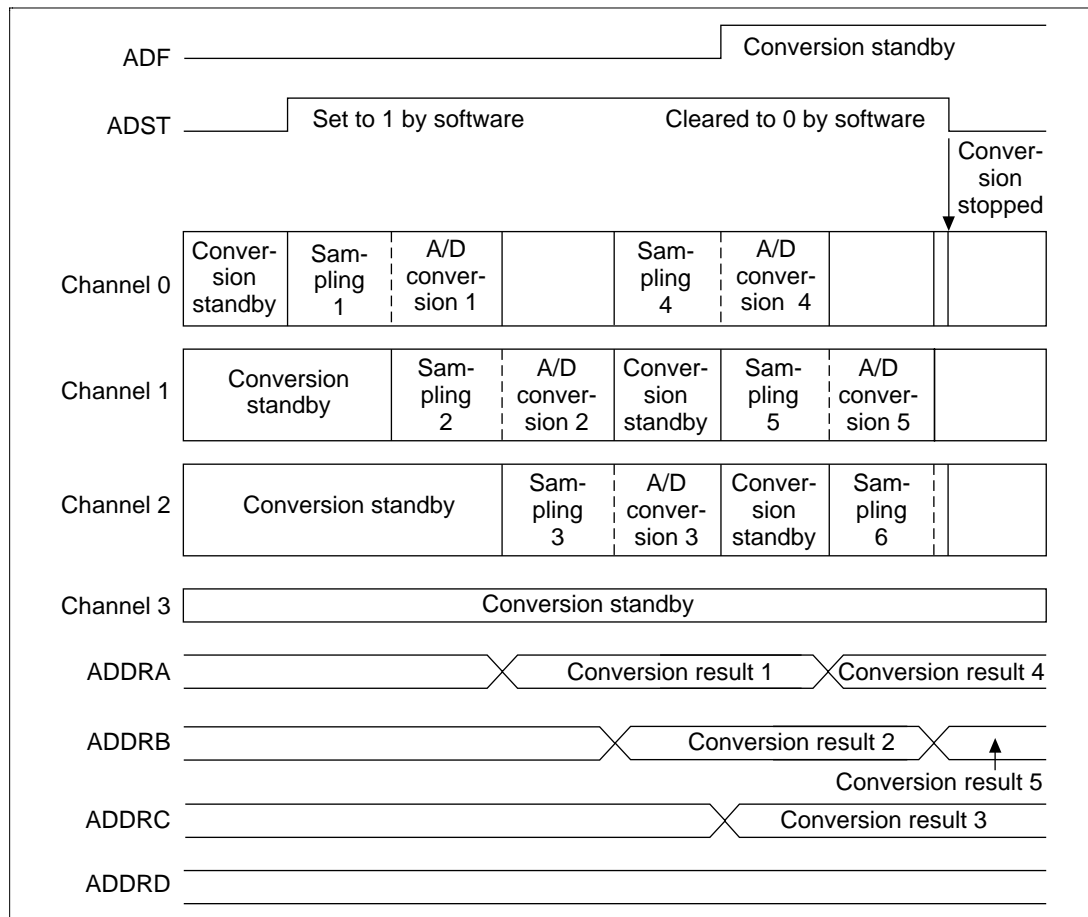 ADF
Conversion standby
ADST
Set to 1 by software
Cleared to 0 by software
Conver-
sion
stopped
Channel 0
Conver-
sion
standby
Sam-
pling
1
A/D
conver-
sion 1
Sam-
pling
4
A/D
conver-
sion 4
Channel 1
Conversion
standby
Sam-
pling
2
A/D
conver-
sion 2
Conver-
sion
standby
Sam-
pling
5
A/D
conver-
sion 5
Channel 2
Conversion standby
Sam-
pling
3
A/D
conver-
sion 3
Conver-
sion
standby
Sam-
pling
6
Channel 3
Conversion standby
ADDRA
Conversion result 1
Conversion result 4
ADDRB
Conversion result 2
Conversion result 5
ADDRC
Conversion result 3
ADDRD